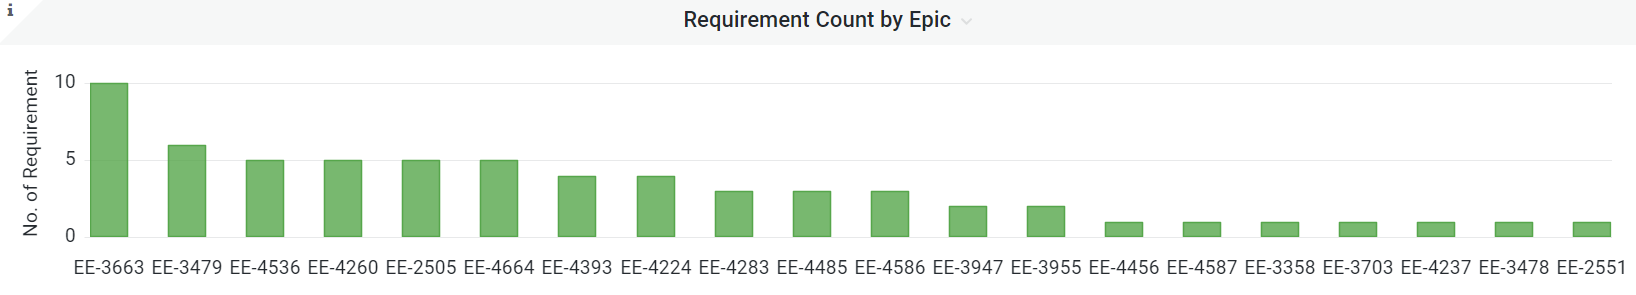 i
Requirement Count by Epic
No. of Requirement
10
5
0
EE-3663 EE-3479 EE-4536 EE-4260 EE-2505 EE-4664 EE-4393 EE-4224 EE-4283 EE-4485 EE-4586 EE-3947 EE-3955 EE-4456 EE-4587 EE-3358 EE-3703 EE-4237 EE-3478 EE-2551